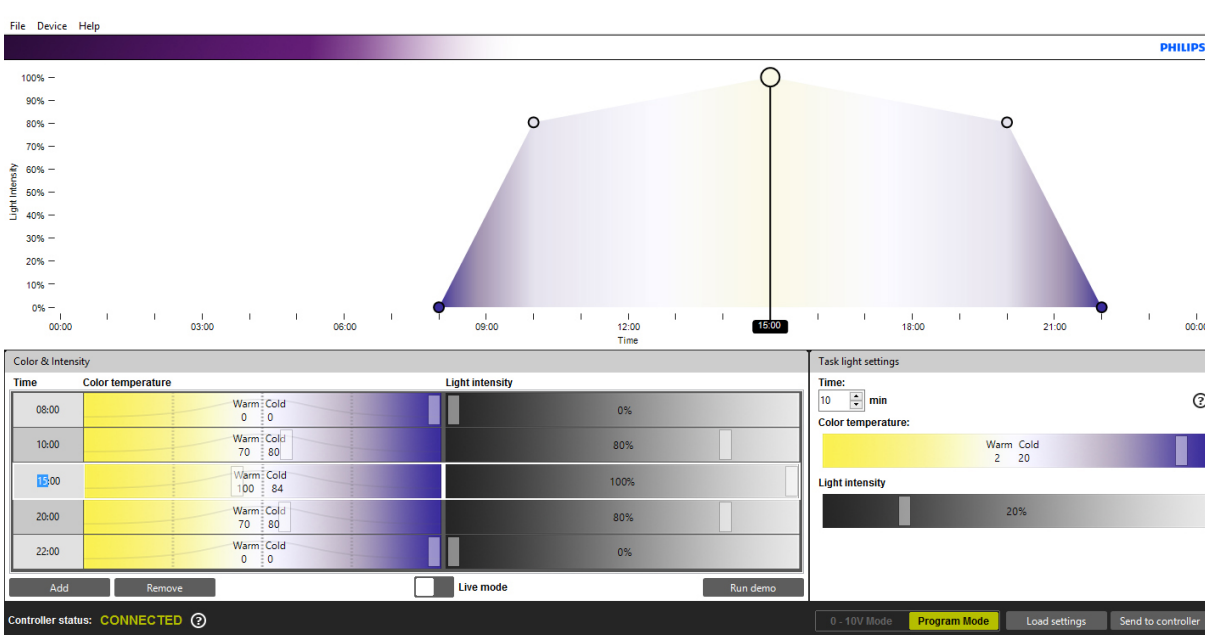 File Device Help
PHILIPS
100%
90%
80%
70%
60%
50%
40%
30%
20%
10%
0%
Light Intensity
00:00 03:00 06:00 09:00 12:00 15:00 18:00 21:00 00:00
Time
Color & Intensity
Time Color temperature Light intensity
08:00 Warm Cold 0 0 0%
10:00 Warm Cold 70 80 80%
15:00 Warm Cold 100 84 100%
20:00 Warm Cold 70 80 80%
22:00 Warm Cold 0 0 0%
Add Remove Live mode Run demo
Task light settings
Time:
10 min ?
Color temperature:
Warm Cold
2 20
Light intensity
20%
Controller status: CONNECTED ? 0 - 10V Mode Program Mode Load settings Send to controller